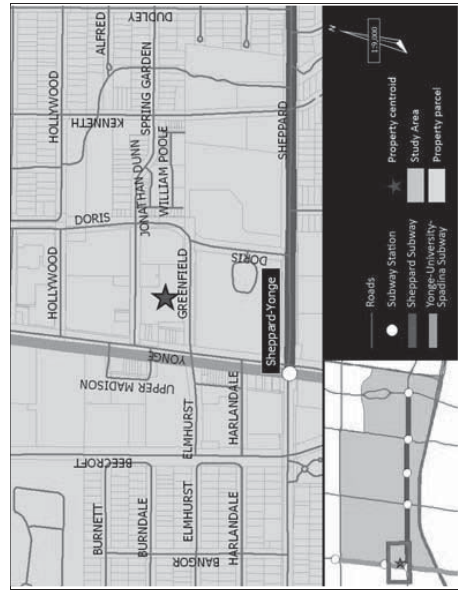 DUDLEY
ALFRED
HOLLYWOOD
KENNETH
SPRING GARDEN
SHEPPARD
JONATHAN DUNN
WILLIAM POOLE
DORIS
HOLLYWOOD
GREENFIELD
DORIS
YONGE
Sheppard-Yonge
UPPER MADISON
ELMHURST
HARLANDALE
BEECROFT
BURNETT
BURNDALE
ELMHURST
HARLANDALE
BANGOR
N
1:9,000
Roads
Subway Station
Sheppard Subway
Yonge-University-
Spadina Subway
Property centroid
Study Area
Property parcel